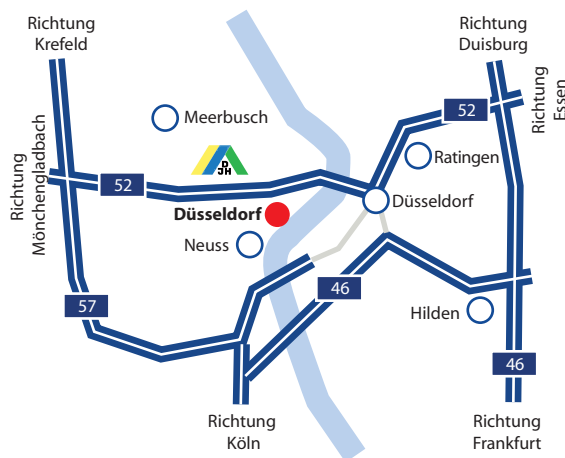 Richtung
Krefeld
Richtung
Duisburg
Richtung
Essen
52
Meerbusch
Ratingen
D
JH
Richtung
Mönchengladbach
52
Düsseldorf
Düsseldorf
Neuss
57
46
Hilden
46
Richtung
Köln
Richtung
Frankfurt